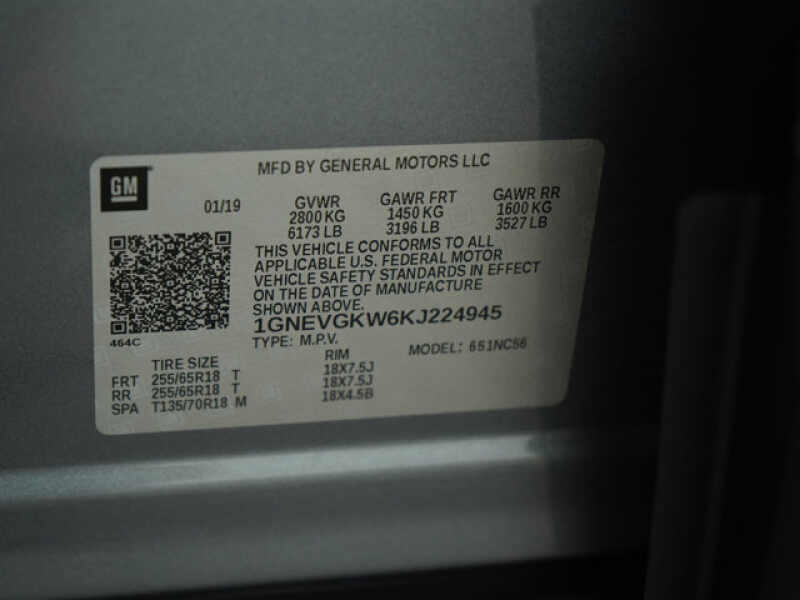 GM
MFD BY GENERAL MOTORS LLC
01/19 GVWR GAWR FRT GAWR RR
2800 KG 1450 KG 1600 KG
6173 LB 3196 LB 3527 LB
THIS VEHICLE CONFORMS TO ALL
APPLICABLE U.S. FEDERAL MOTOR
VEHICLE SAFETY STANDARDS IN EFFECT
ON THE DATE OF MANUFACTURE
SHOWN ABOVE.
1GNEVGKW6KJ224945
464C
TYPE: M.P.V. MODEL: 6S1NC56
TIRE SIZE RIM
FRT 255/65R18 T 18X7.5J
RR 255/65R18 T 18X7.5J
SPA T135/70R18 M 18X4.5B